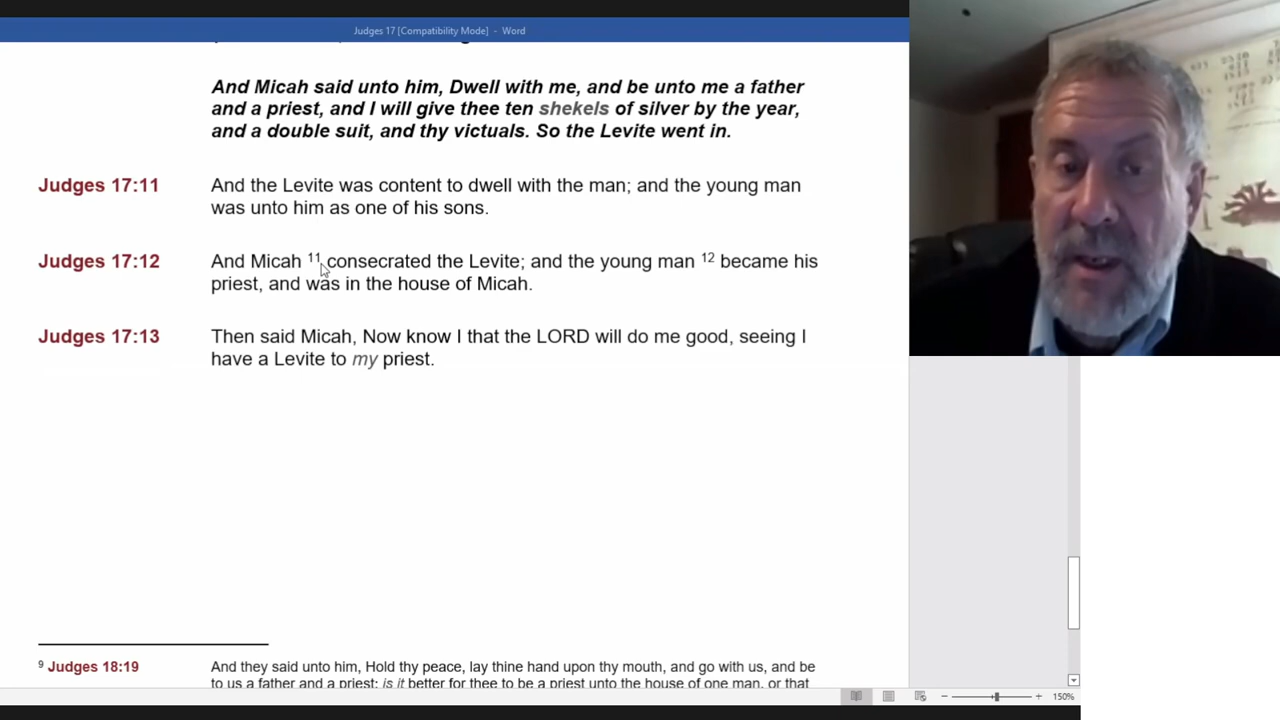 Judges 17 [Compatibility Mode] - Word
And Micah said unto him, Dwell with me, and be unto me a father
and a priest, and I will give thee ten shekels of silver by the year,
and a double suit, and thy victuals. So the Levite went in.
Judges 17:11 And the Levite was content to dwell with the man; and the young man
was unto him as one of his sons.
Judges 17:12 And Micah 11 consecrated the Levite; and the young man 12 became his
priest, and was in the house of Micah.
Judges 17:13 Then said Micah, Now know I that the LORD will do me good, seeing I
have a Levite to my priest.
9 Judges 18:19 And they said unto him, Hold thy peace, lay thine hand upon thy mouth, and go with us, and be
to us a father and a priest: is it better for thee to be a priest unto the house of one man, or that
150%